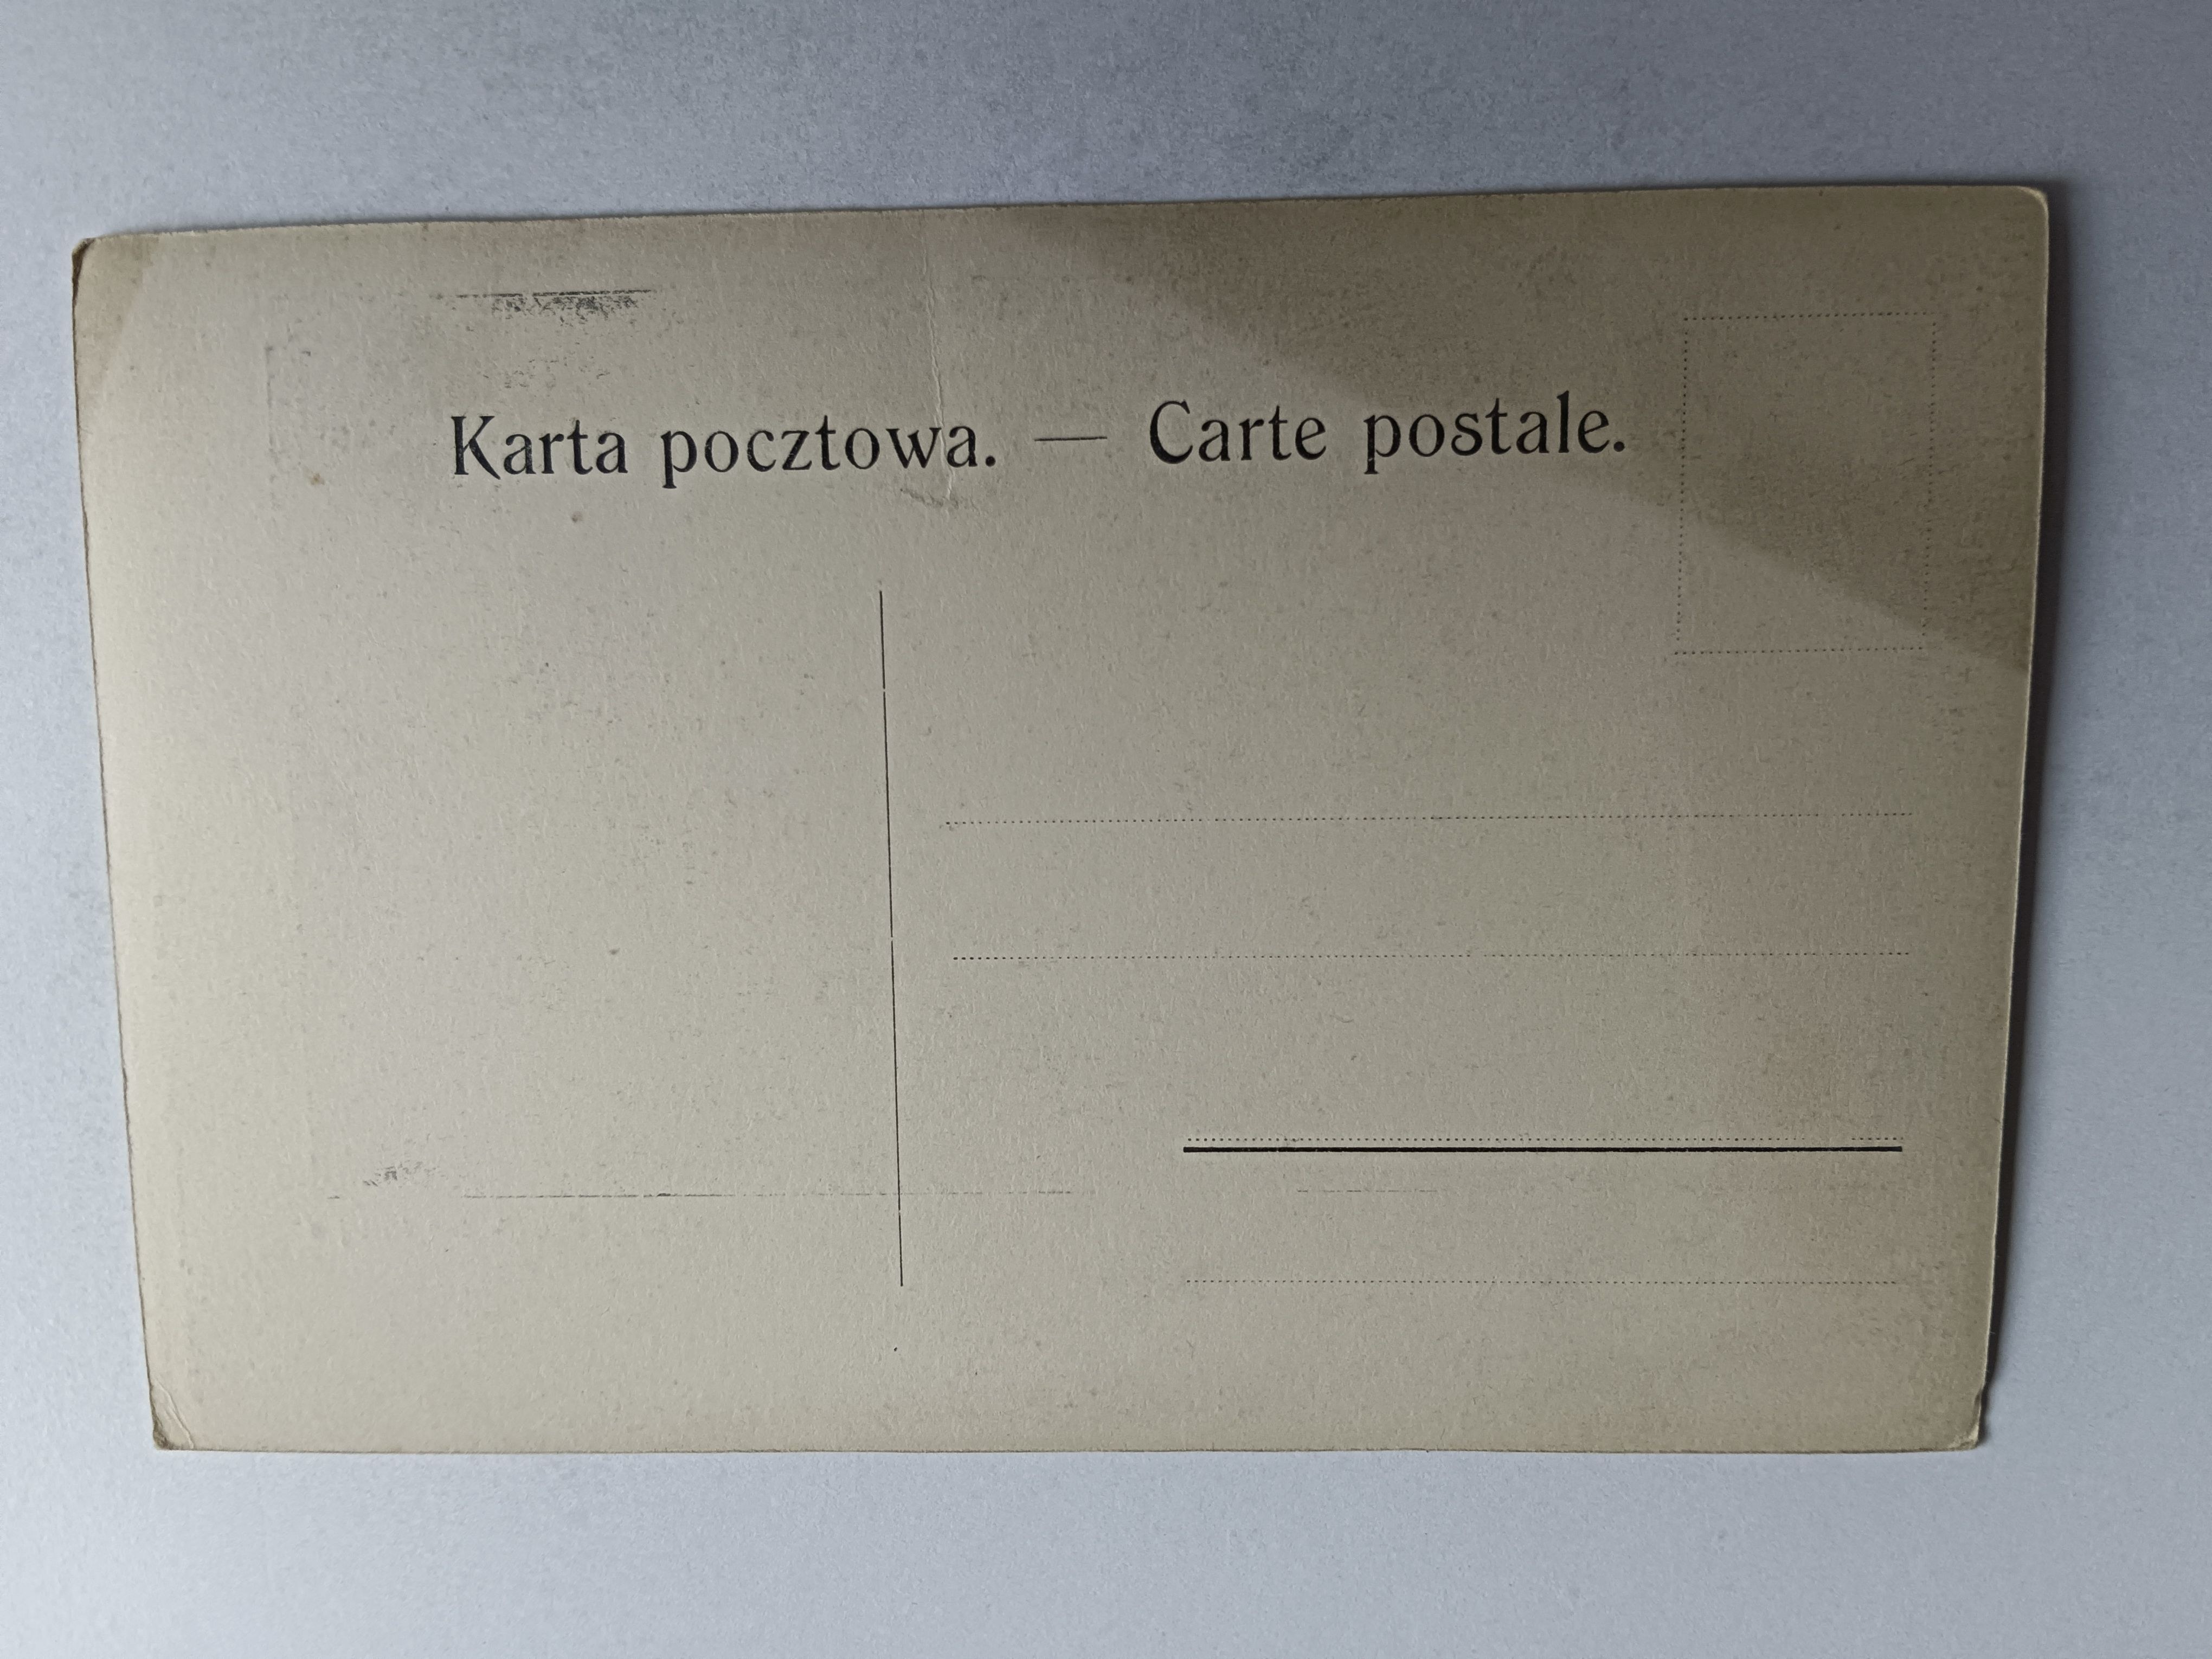 Karta pocztowa. — Carte postale.